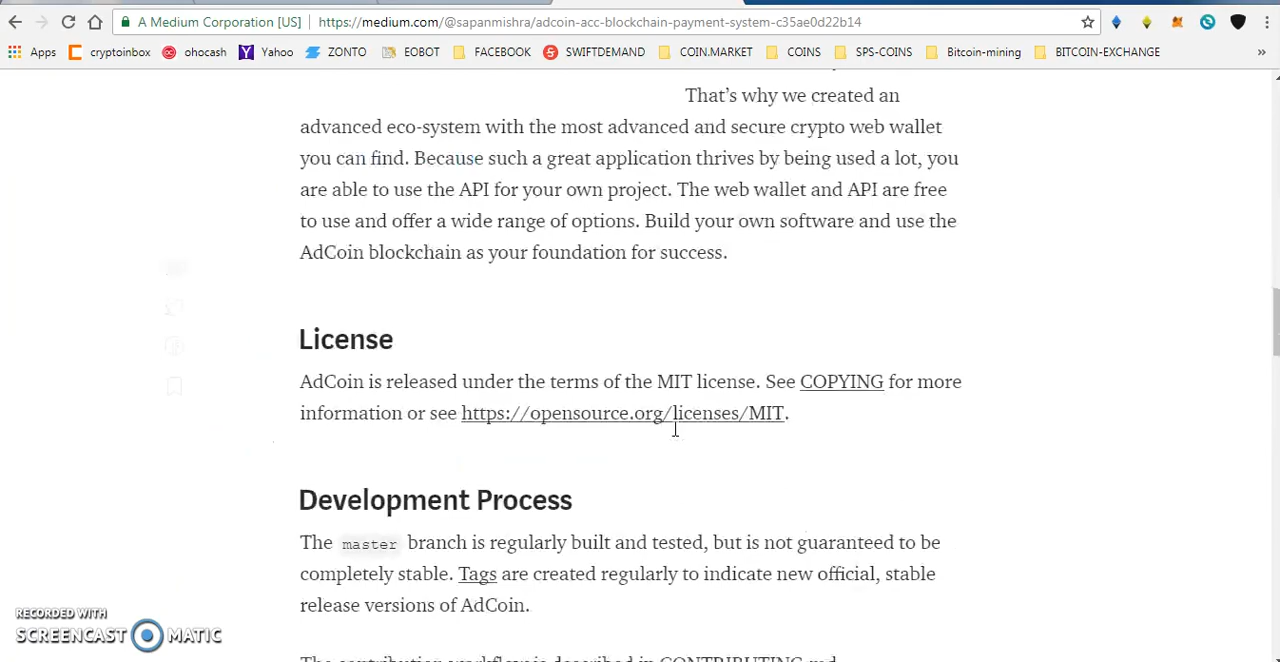 A Medium Corporation [US] https://medium.com/@sapanmishra/adcoin-acc-blockchain-payment-system-c35ae0d22b14
Apps cryptoinbox ohocash Yahoo ZONTO EOBOT FACEBOOK SWIFTDEMAND COIN.MARKET COINS SPS-COINS Bitcoin-mining BITCOIN-EXCHANGE »
That’s why we created an
advanced eco-system with the most advanced and secure crypto web wallet
you can find. Because such a great application thrives by being used a lot, you
are able to use the API for your own project. The web wallet and API are free
to use and offer a wide range of options. Build your own software and use the
AdCoin blockchain as your foundation for success.
License
AdCoin is released under the terms of the MIT license. See COPYING for more
information or see https://opensource.org/licenses/MIT.
Development Process
The master branch is regularly built and tested, but is not guaranteed to be
completely stable. Tags are created regularly to indicate new official, stable
release versions of AdCoin.
The contribution workflow is described in CONTRIBUTING.md
RECORDED WITH
SCREENCAST MATIC